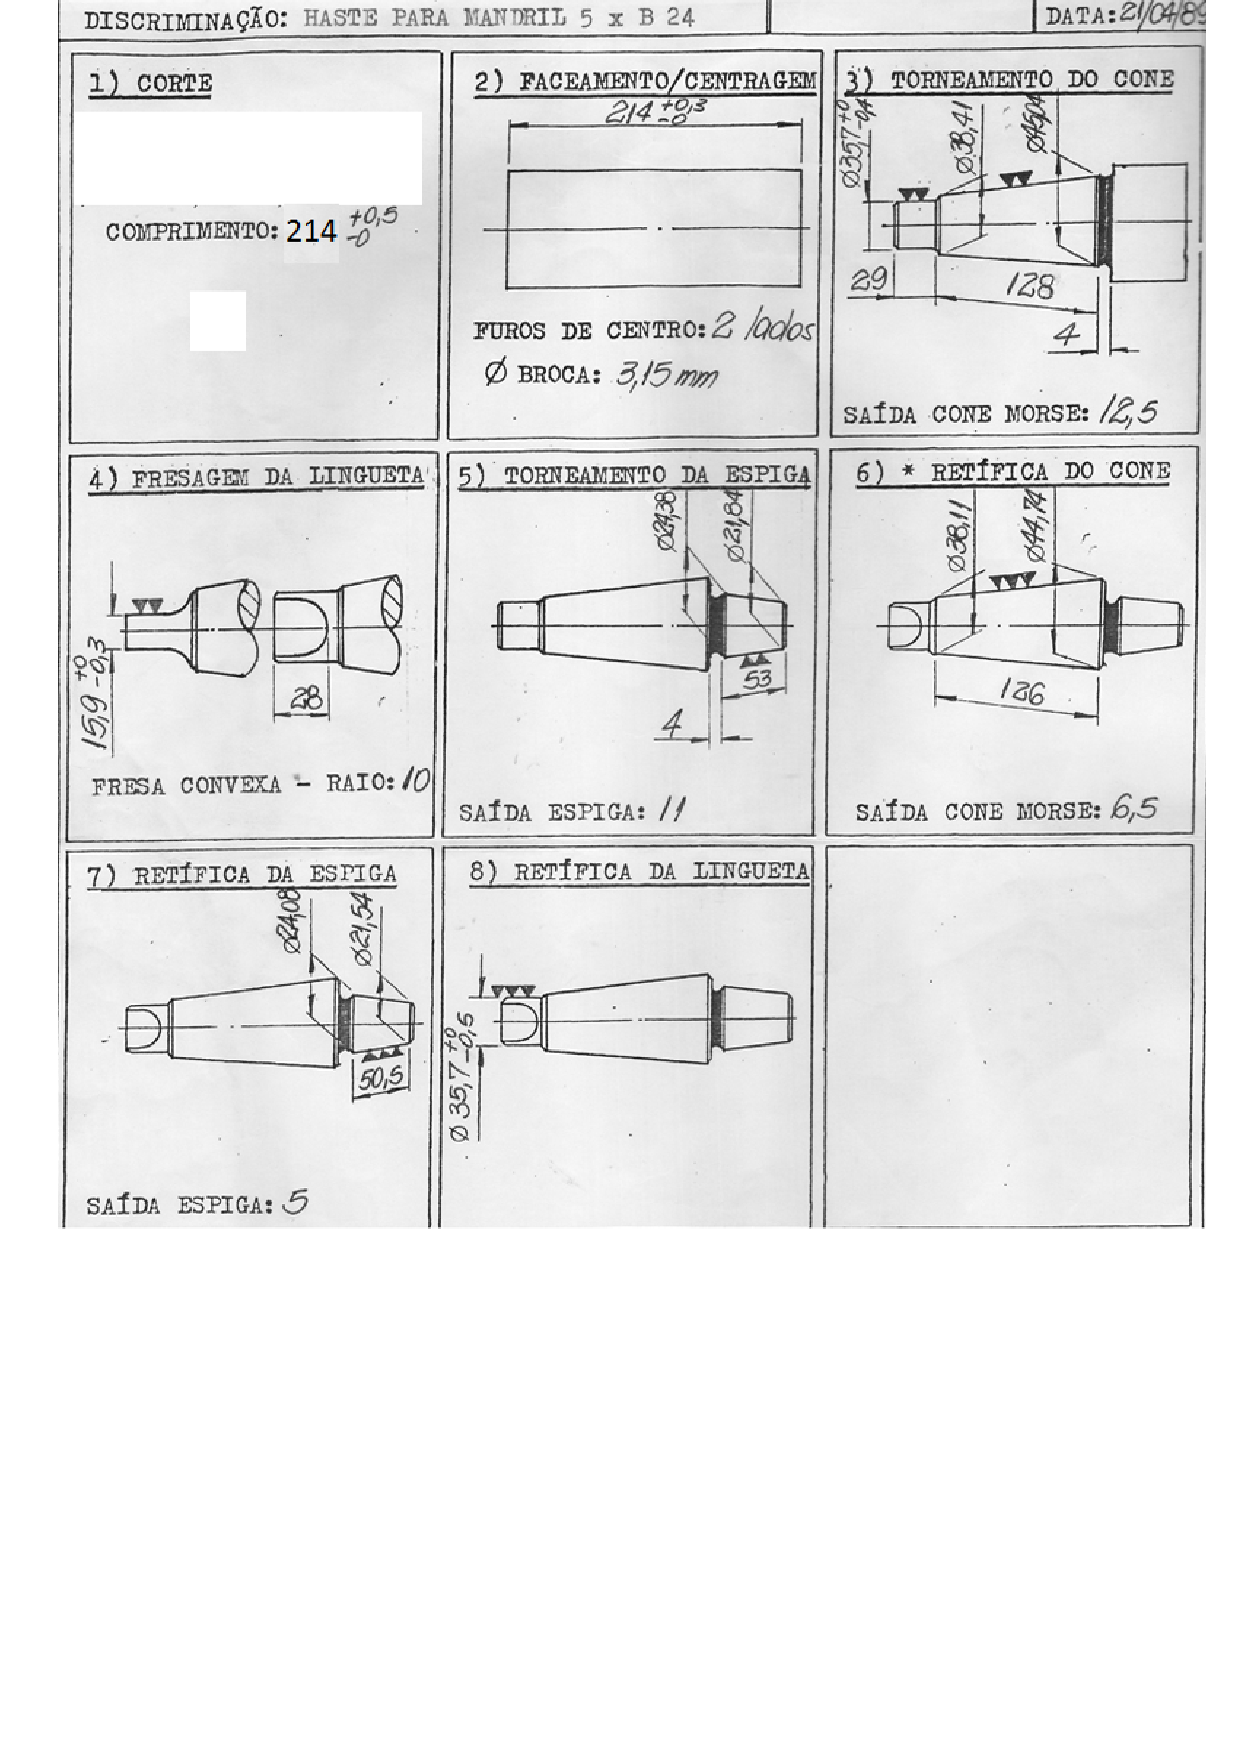 DISCRIMINAÇÃO: HASTE PARA MANDRIL 5 x B 24
DATA: 21/04/89
1) CORTE
COMPRIMENTO: 214 +0,5 -0
2) FACEAMENTO/CENTRAGEM
214 +0,3 -0
FUROS DE CENTRO: 2 lados
Ø BROCA: 3,15 mm
3) TORNEAMENTO DO CONE
Ø35,7 +0 -0,4
Ø38,41
Ø45,04
29
128
4
SAÍDA CONE MORSE: 12,5
4) FRESAGEM DA LINGUETA
15,9 +0 -0,3
28
FRESA CONVEXA - RAIO: 10
5) TORNEAMENTO DA ESPIGA
Ø24,38
Ø21,84
53
4
SAÍDA ESPIGA: 11
6) * RETÍFICA DO CONE
Ø38,11
Ø44,74
126
SAÍDA CONE MORSE: 6,5
7) RETÍFICA DA ESPIGA
Ø24,08
Ø21,54
50,5
SAÍDA ESPIGA: 5
8) RETÍFICA DA LINGUETA
Ø 35,7 +0 -0,5